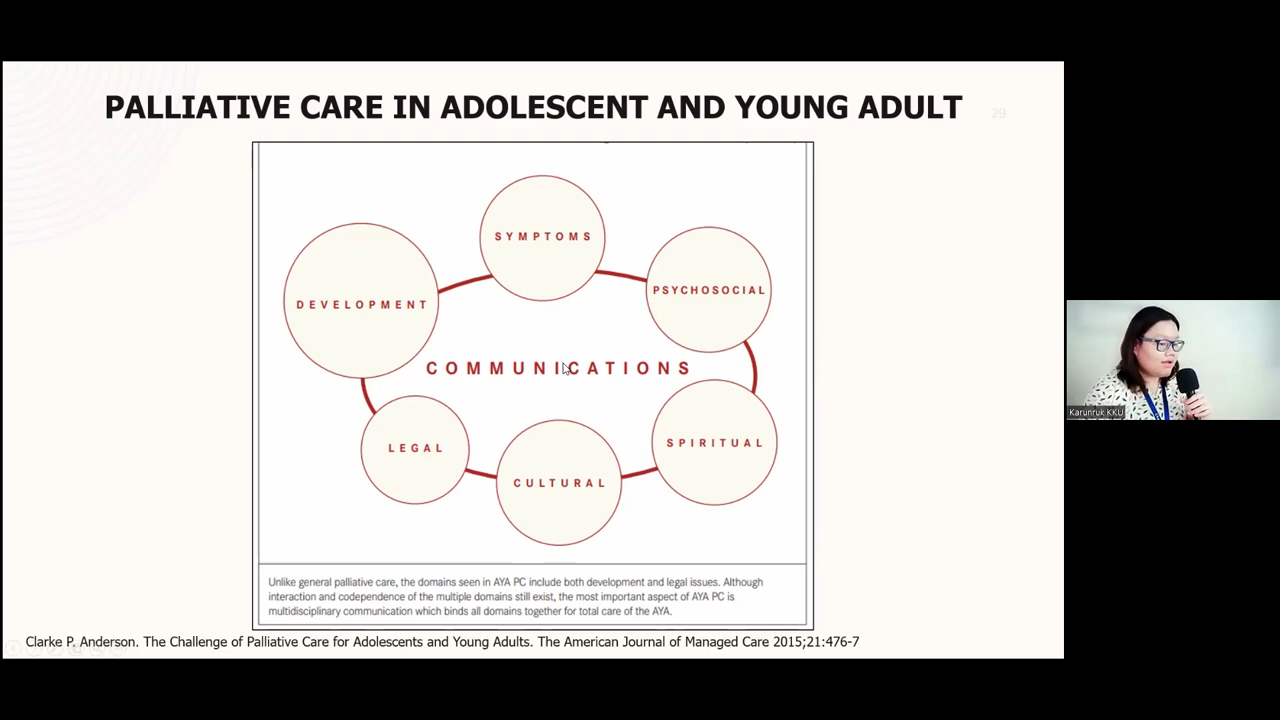 PALLIATIVE CARE IN ADOLESCENT AND YOUNG ADULT
29
SYMPTOMS
PSYCHOSOCIAL
DEVELOPMENT
COMMUNICATIONS
SPIRITUAL
LEGAL
CULTURAL
Unlike general palliative care, the domains seen in AYA PC include both development and legal issues. Although
interaction and codependence of the multiple domains still exist, the most important aspect of AYA PC is
multidisciplinary communication which binds all domains together for total care of the AYA.
Clarke P. Anderson. The Challenge of Palliative Care for Adolescents and Young Adults. The American Journal of Managed Care 2015;21:476-7
Karunruk KKU